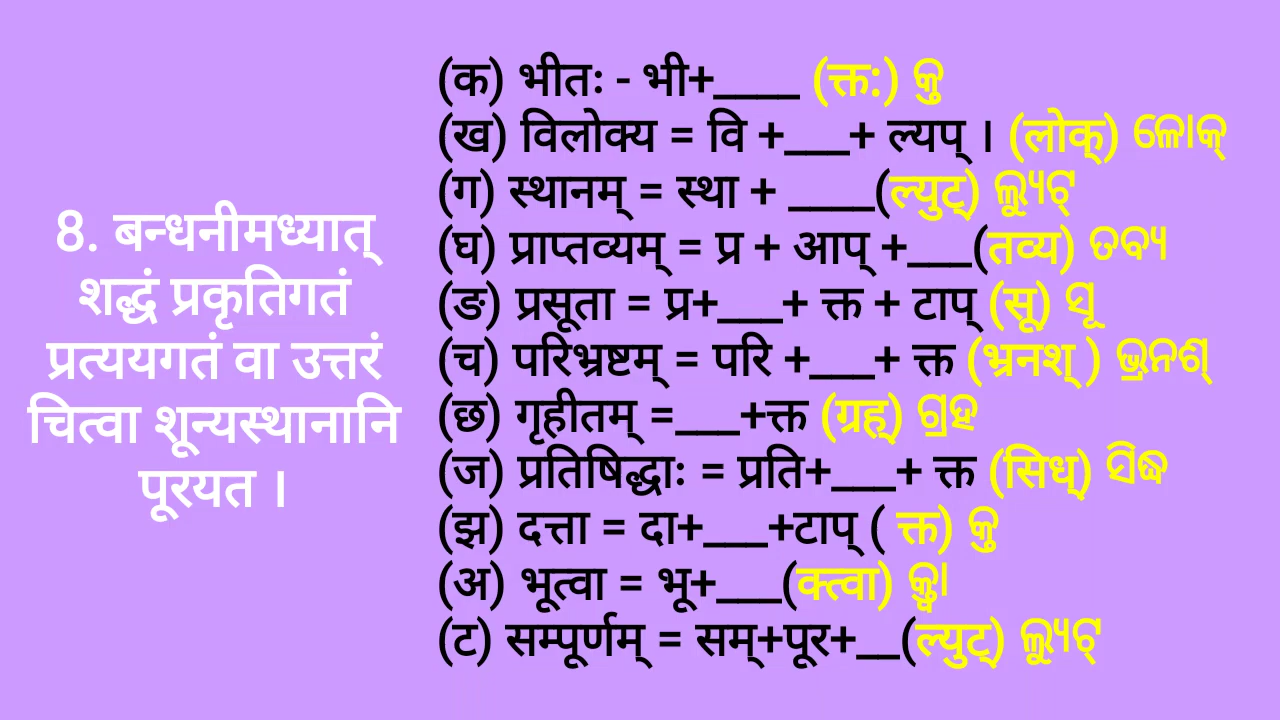 8. बन्धनीमध्यात्
शद्धं प्रकृतिगतं
प्रत्ययगतं वा उत्तरं
चित्वा शून्यस्थानानि
पूरयत ।
(क) भीतः - भी+____ (क्त:) କ୍ତ
(ख) विलोक्य = वि +___+ ल्यप् । (लोक्) ଳୋକ୍
(ग) स्थानम् = स्था + ____(ल्युट्) ଲ୍ୟୁଟ୍
(घ) प्राप्तव्यम् = प्र + आप् +___(तव्य) ତବ୍ୟ
(ङ) प्रसूता = प्र+___+ क्त + टाप् (सू) ସୂ
(च) परिभ्रष्टम् = परि +___+ क्त (भ्रनश् ) ଭ୍ରନଶ୍
(छ) गृहीतम् =___+क्त (ग्रह्) ଗ୍ରହ
(ज) प्रतिषिद्धाः = प्रति+___+ क्त (सिध्) ସିଦ୍ଧ
(झ) दत्ता = दा+___+टाप् ( क्त) କ୍ତ
(अ) भूत्वा = भू+___(क्त्वा) କ୍ତ୍ଵା
(ट) सम्पूर्णम् = सम्+पूर+__(ल्युट्) ଲ୍ୟୁଟ୍